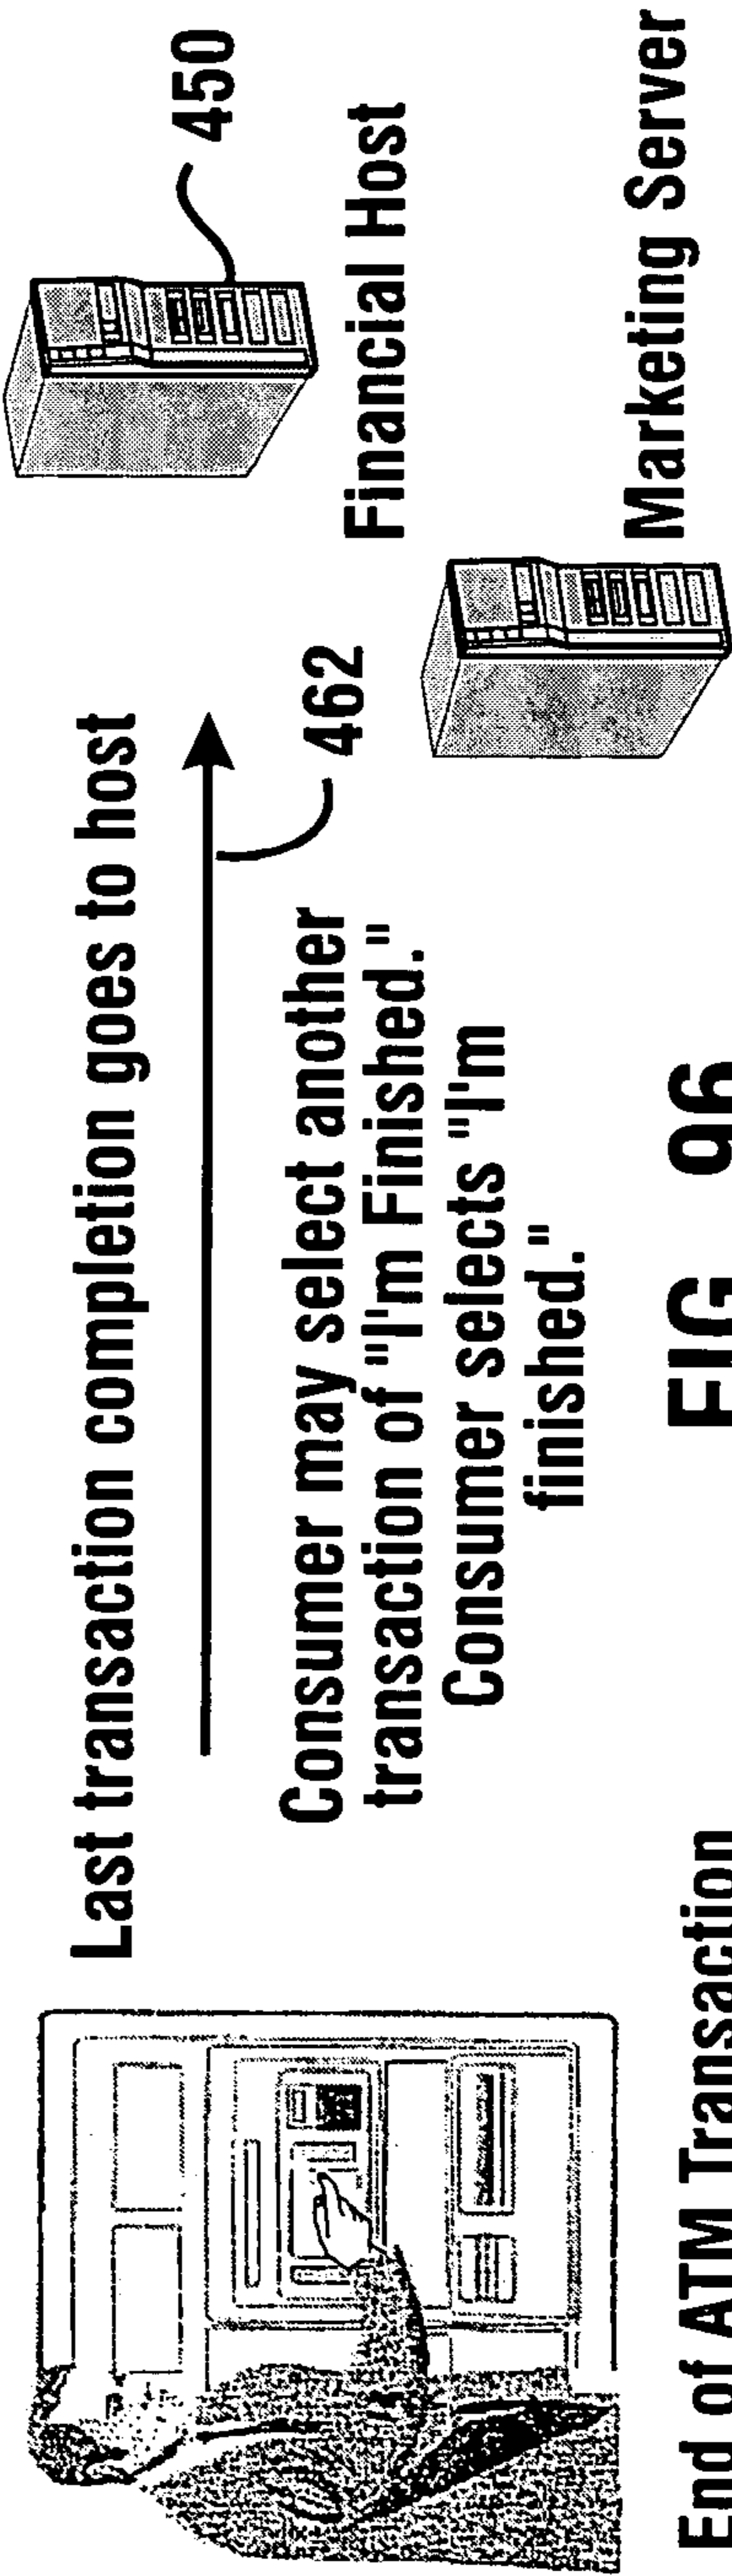 Last transaction completion goes to host
450
Financial Host
462
Consumer may select another
transaction of "I'm Finished."
Consumer selects "I'm
finished."
Marketing Server
End of ATM Transaction
FIG 96